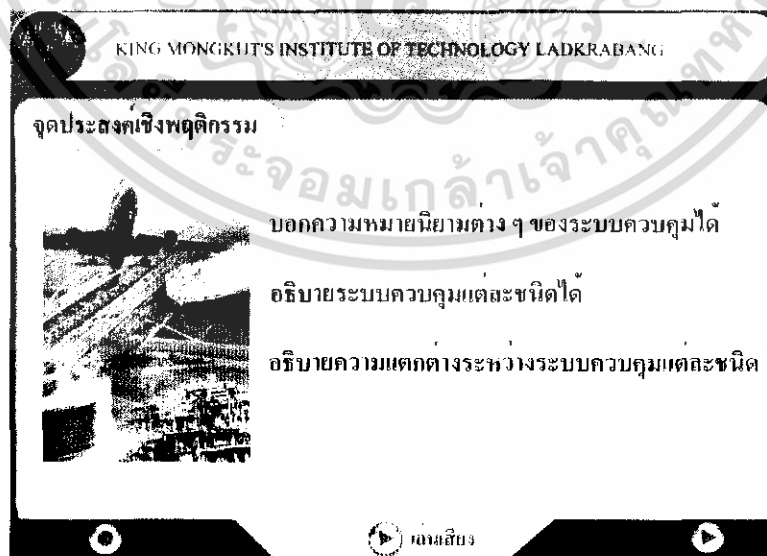 KING MONGKUT'S INSTITUTE OF TECHNOLOGY LADKRABANG
จุดประสงค์เชิงพฤติกรรม
บอกความหมายนิยามต่าง ๆ ของระบบควบคุมได้
อธิบายระบบควบคุมแต่ละชนิดได้
อธิบายความแตกต่างระหว่างระบบควบคุมแต่ละชนิด
เล่นเสียง